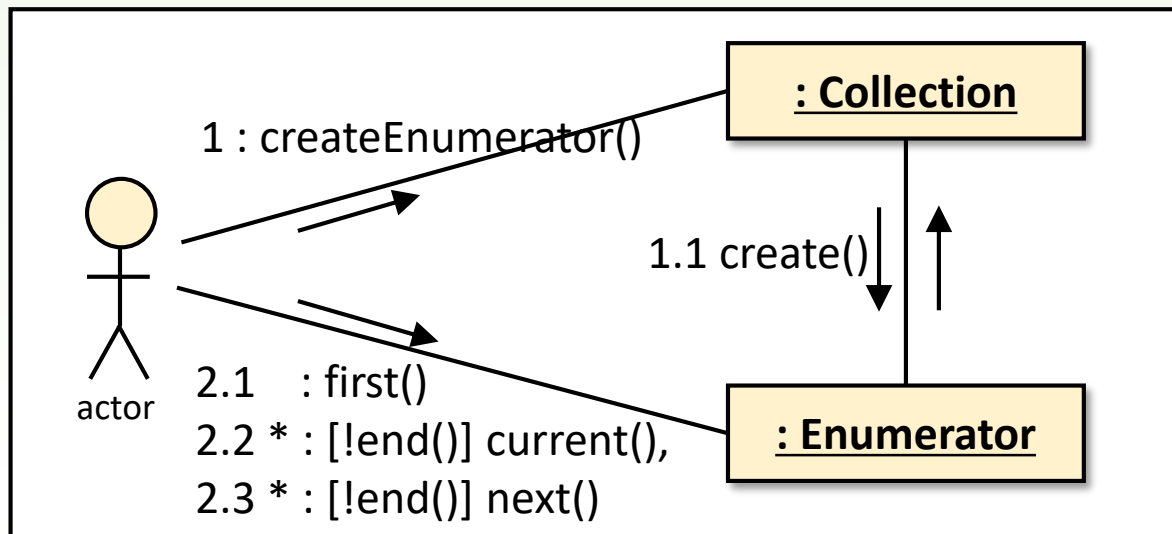 : Collection
1 : createEnumerator()
1.1 create()
actor
2.1 : first()
2.2 * : [!end()] current(),
2.3 * : [!end()] next()
: Enumerator